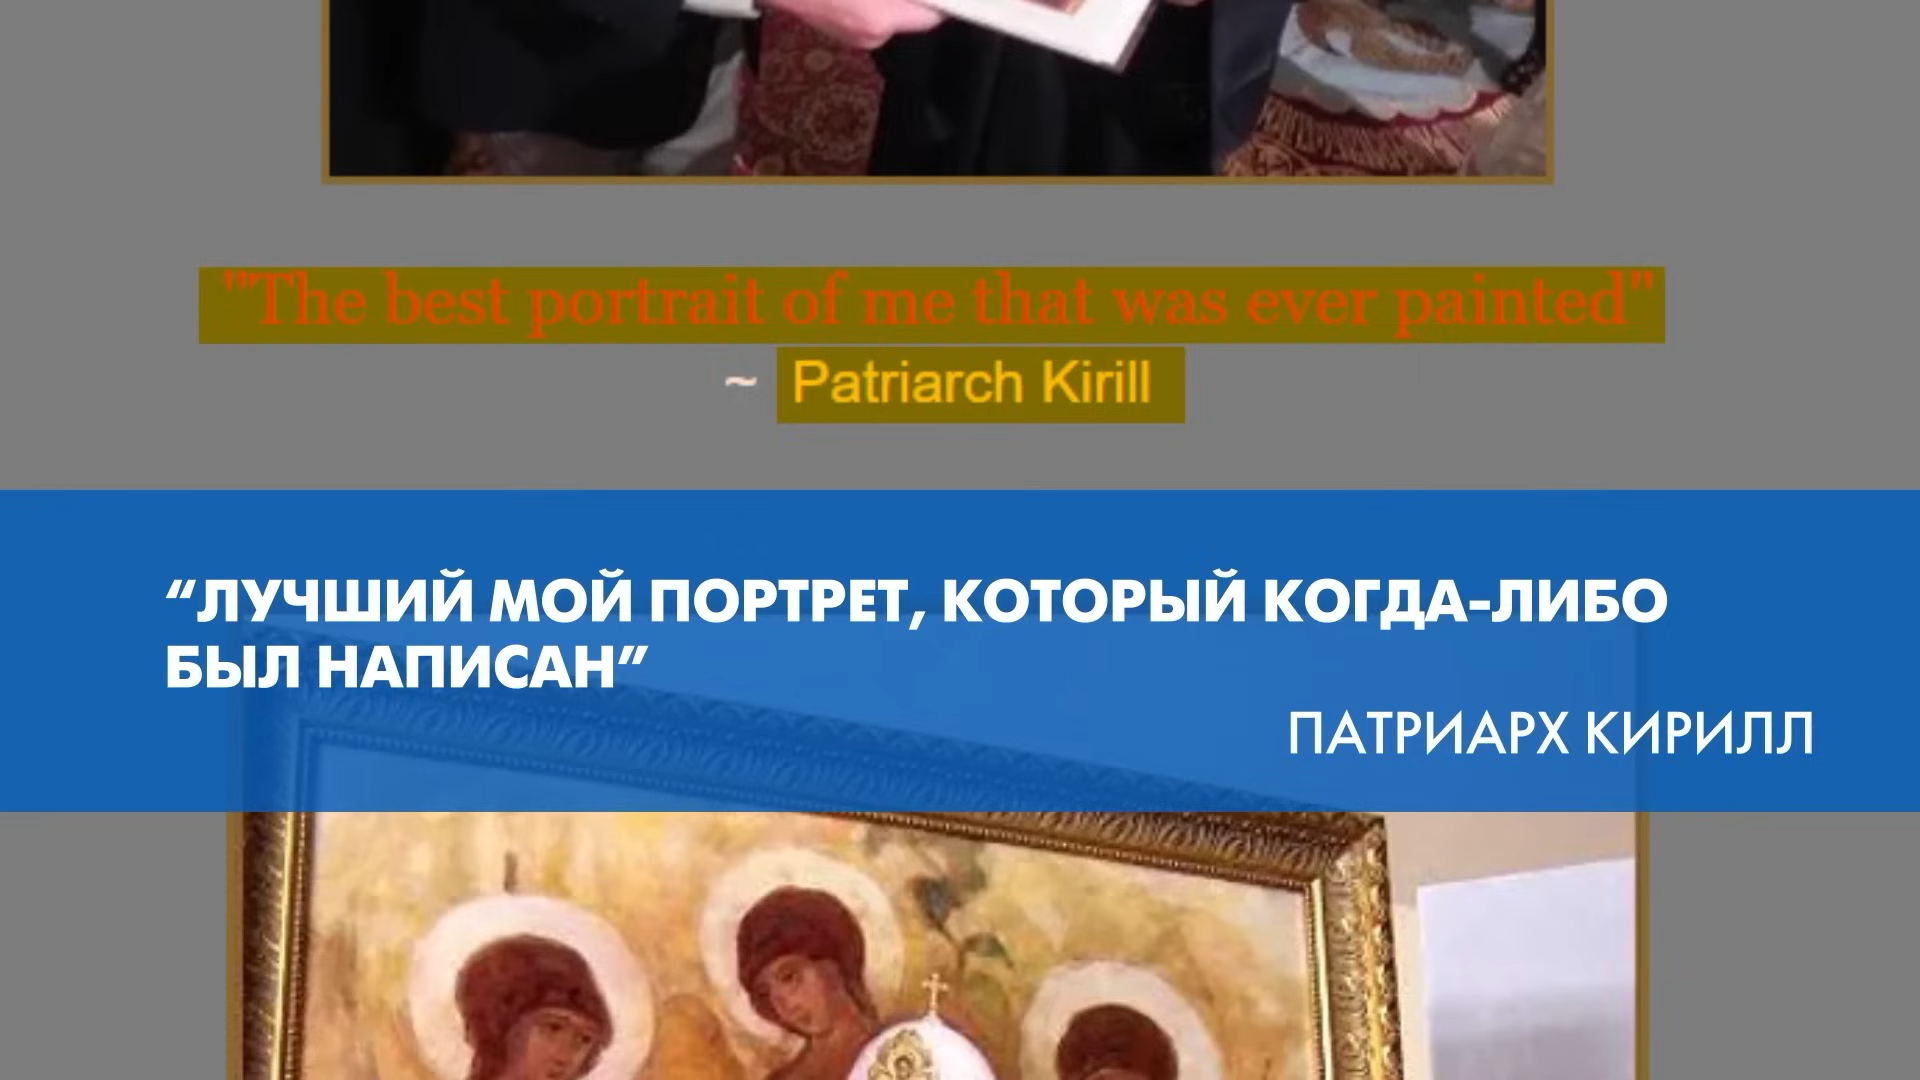 "The best portrait of me that was ever painted"
~ Patriarch Kirill
“ЛУЧШИЙ МОЙ ПОРТРЕТ, КОТОРЫЙ КОГДА-ЛИБО
БЫЛ НАПИСАН”
ПАТРИАРХ КИРИЛЛ